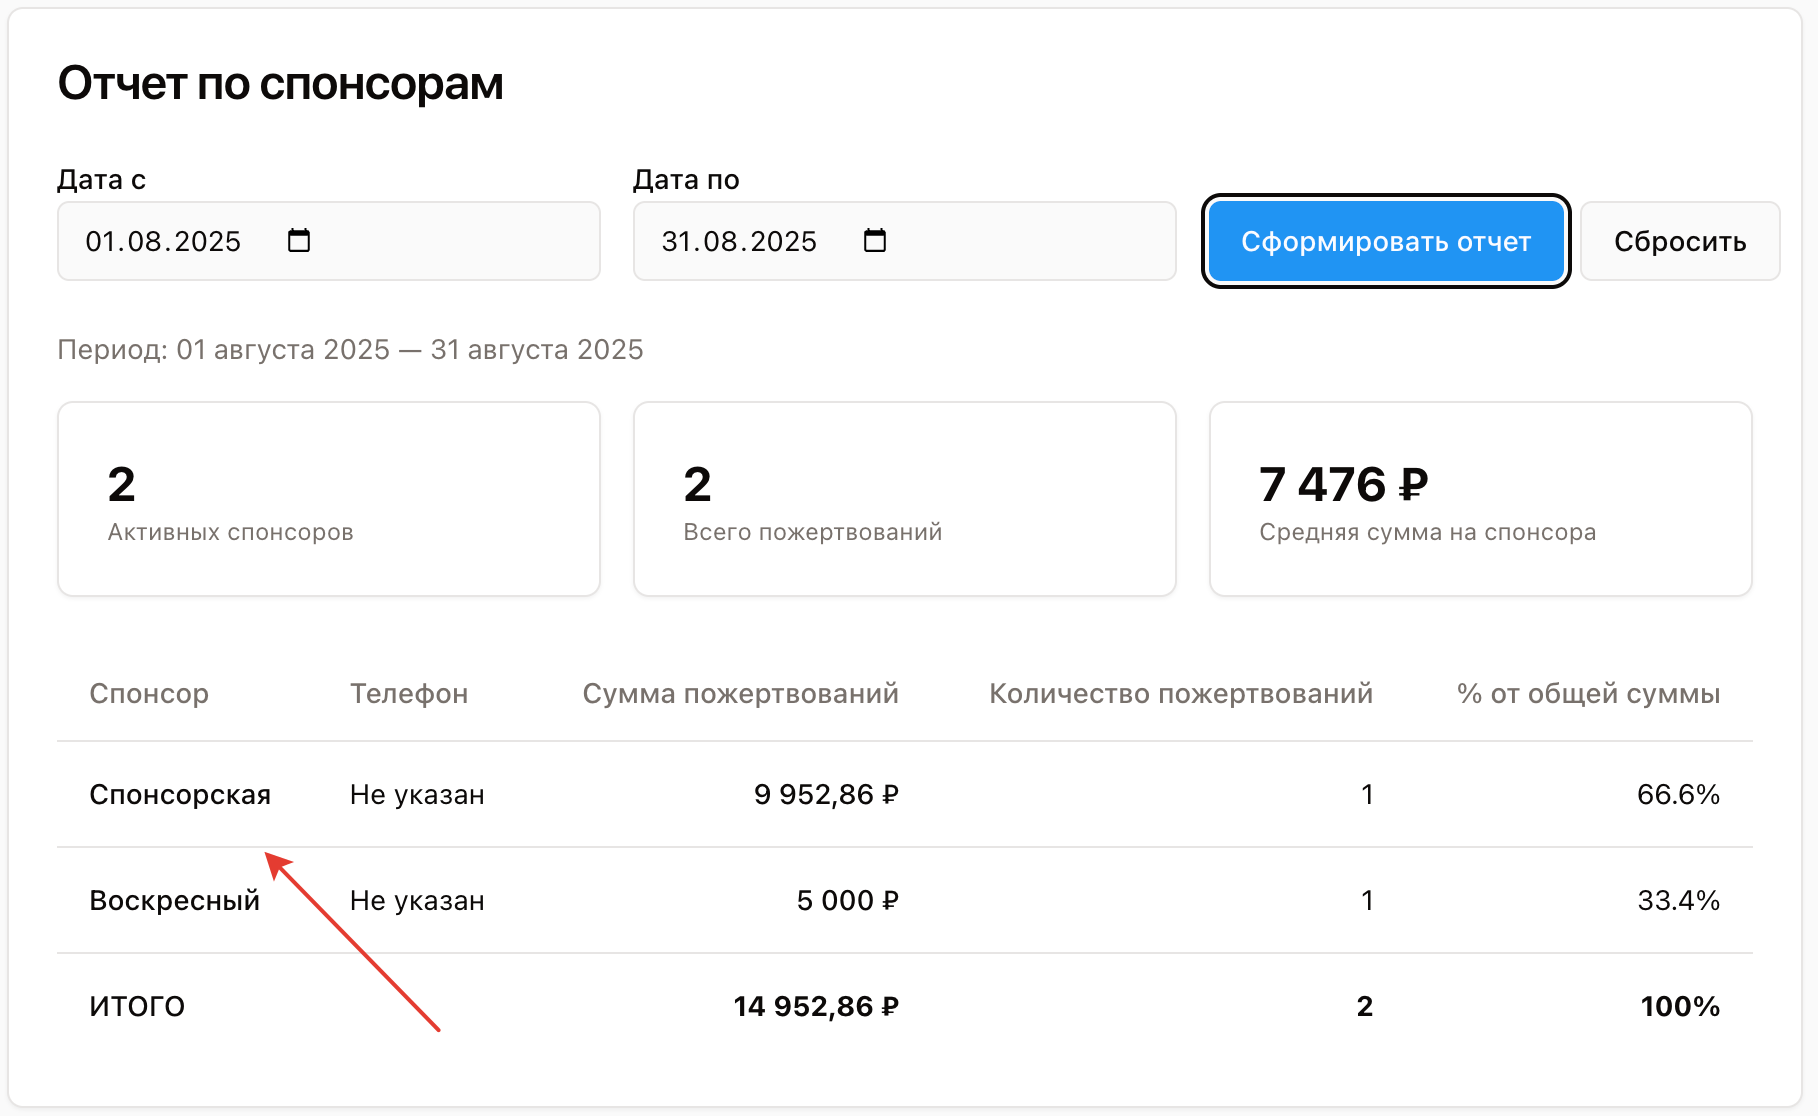 Отчет по спонсорам
Дата с
Дата по
01.08.2025
31.08.2025
Сформировать отчет
Сбросить
Период: 01 августа 2025 — 31 августа 2025
2
Активных спонсоров
2
Всего пожертвований
7 476 ₽
Средняя сумма на спонсора
Спонсор Телефон Сумма пожертвований Количество пожертвований % от общей суммы
Спонсорская Не указан 9 952,86 ₽ 1 66.6%
Воскресный Не указан 5 000 ₽ 1 33.4%
ИТОГО 14 952,86 ₽ 2 100%